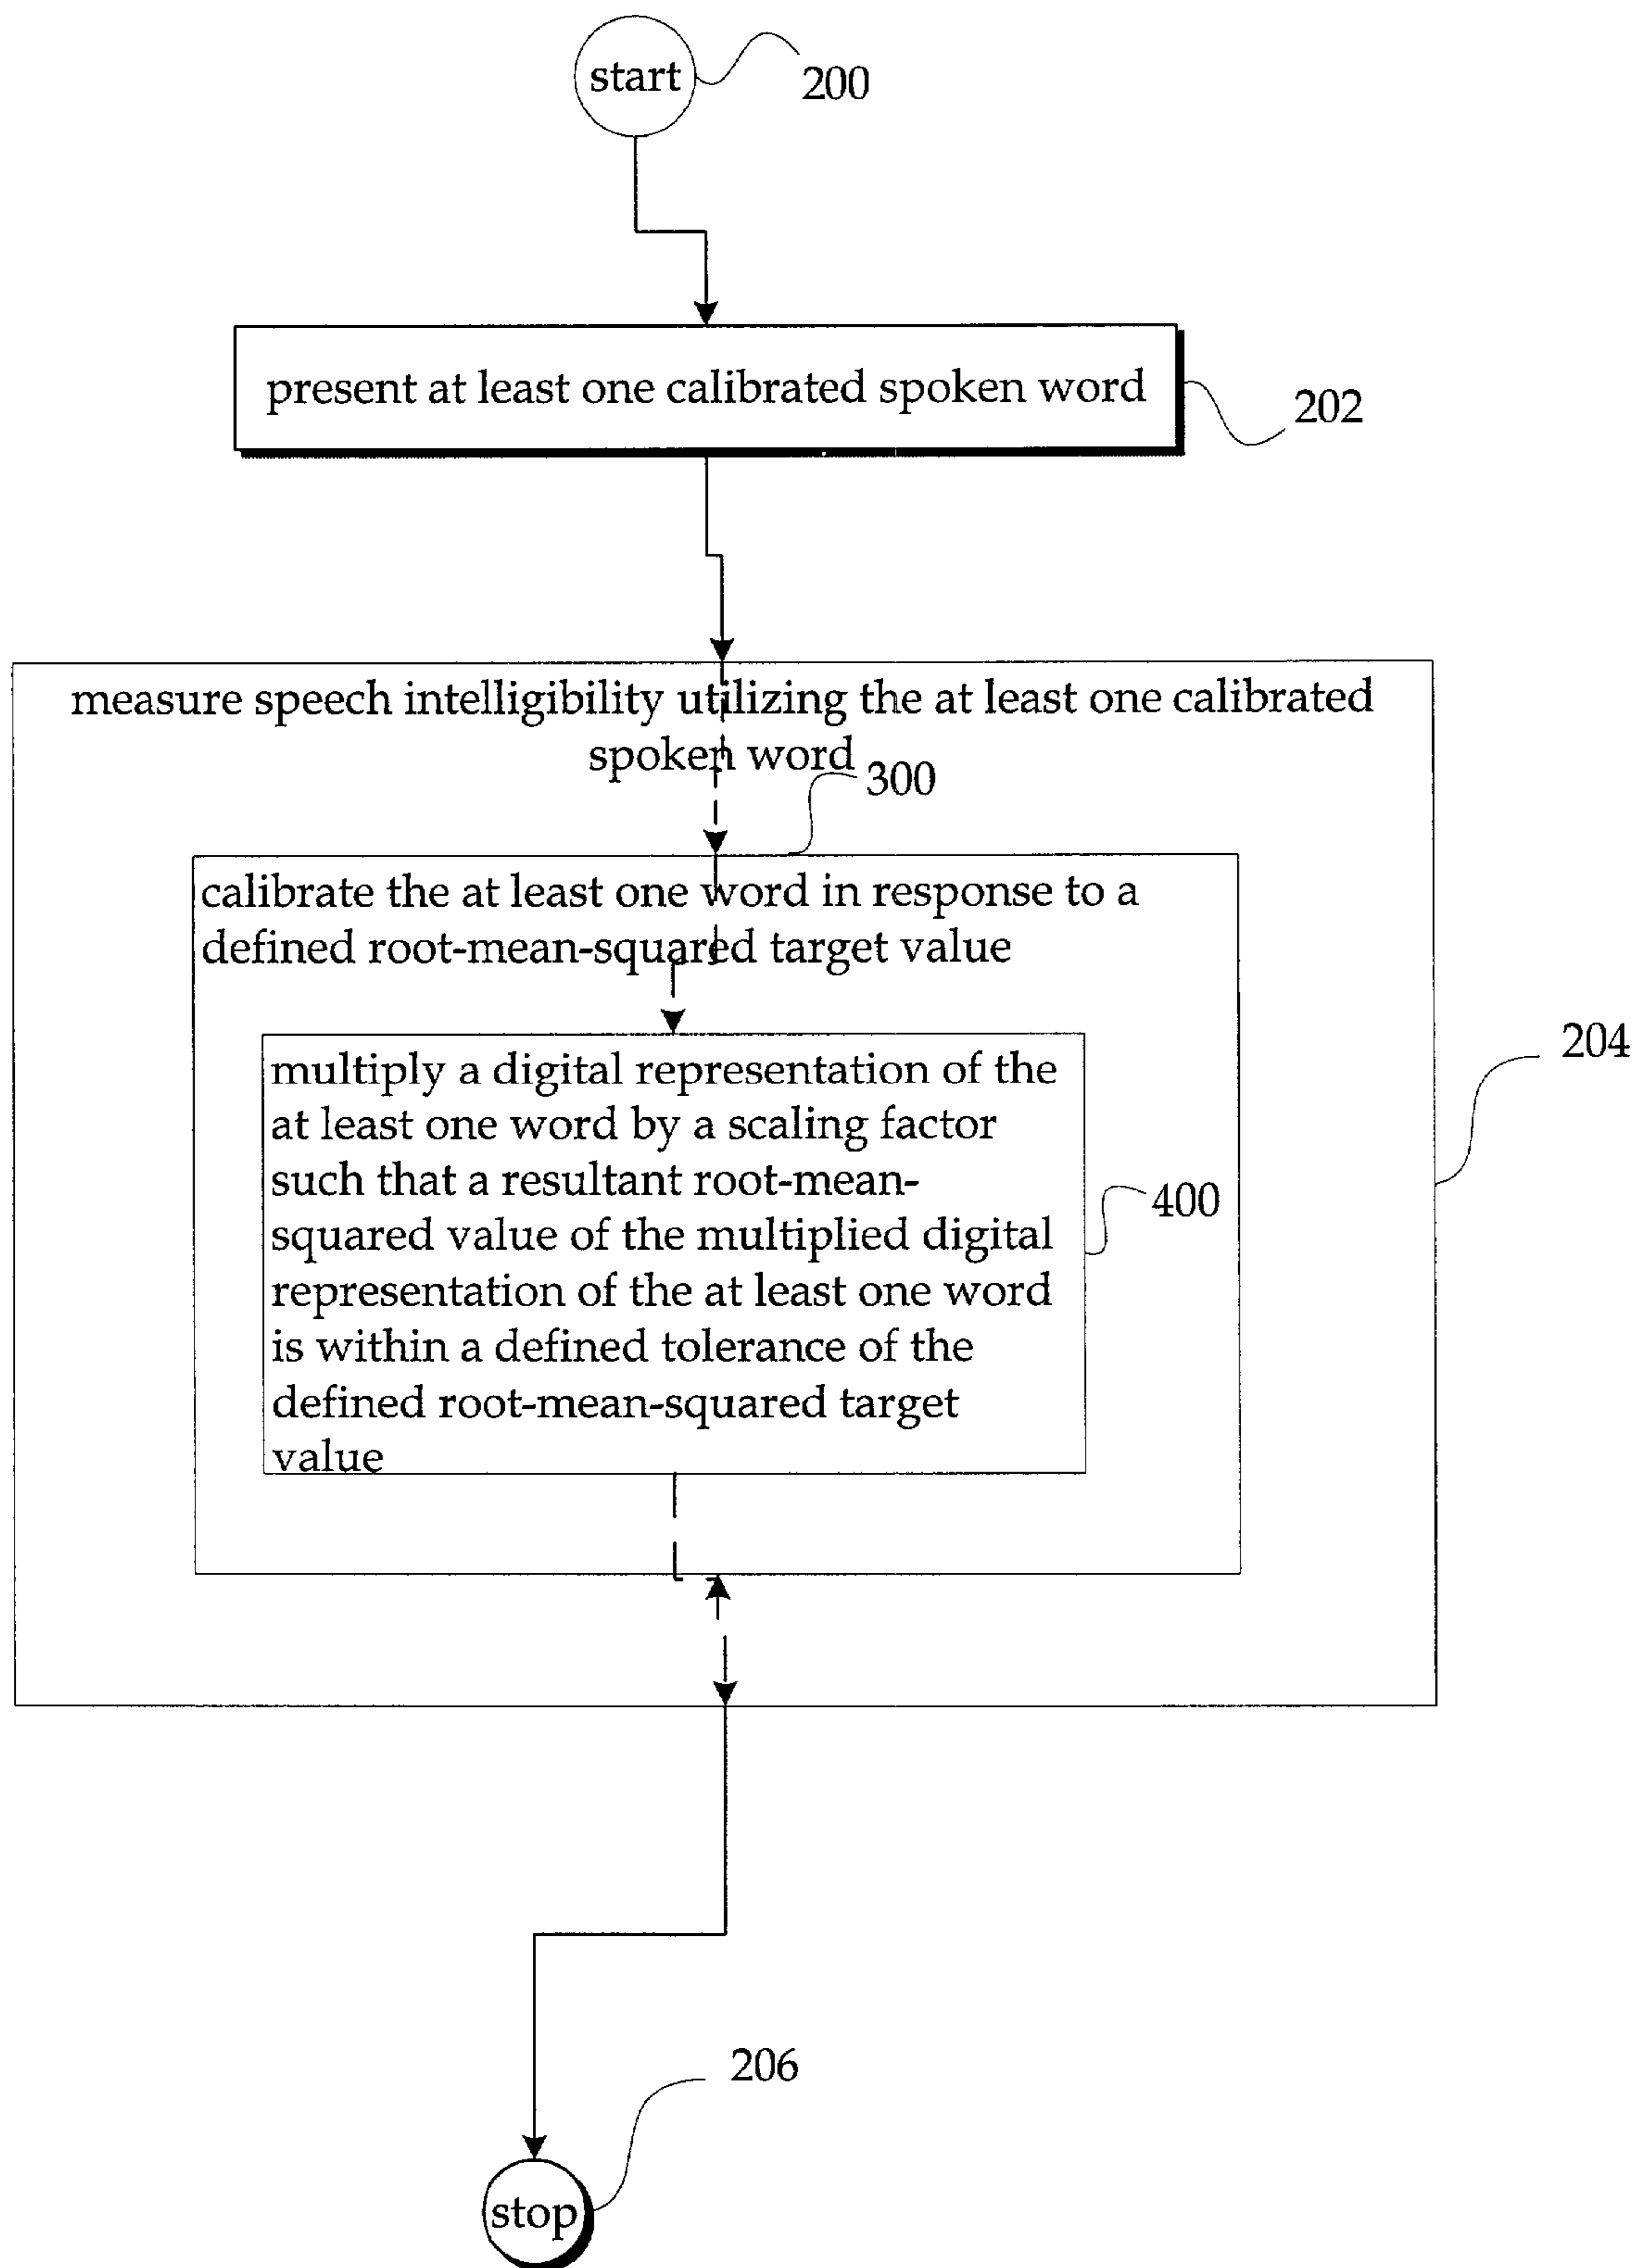 start
200
present at least one calibrated spoken word
202
measure speech intelligibility utilizing the at least one calibrated
spoken word
300
calibrate the at least one word in response to a
defined root-mean-squared target value
204
multiply a digital representation of the
at least one word by a scaling factor
such that a resultant root-mean-
squared value of the multiplied digital
representation of the at least one word
is within a defined tolerance of the
defined root-mean-squared target
value
400
206
stop